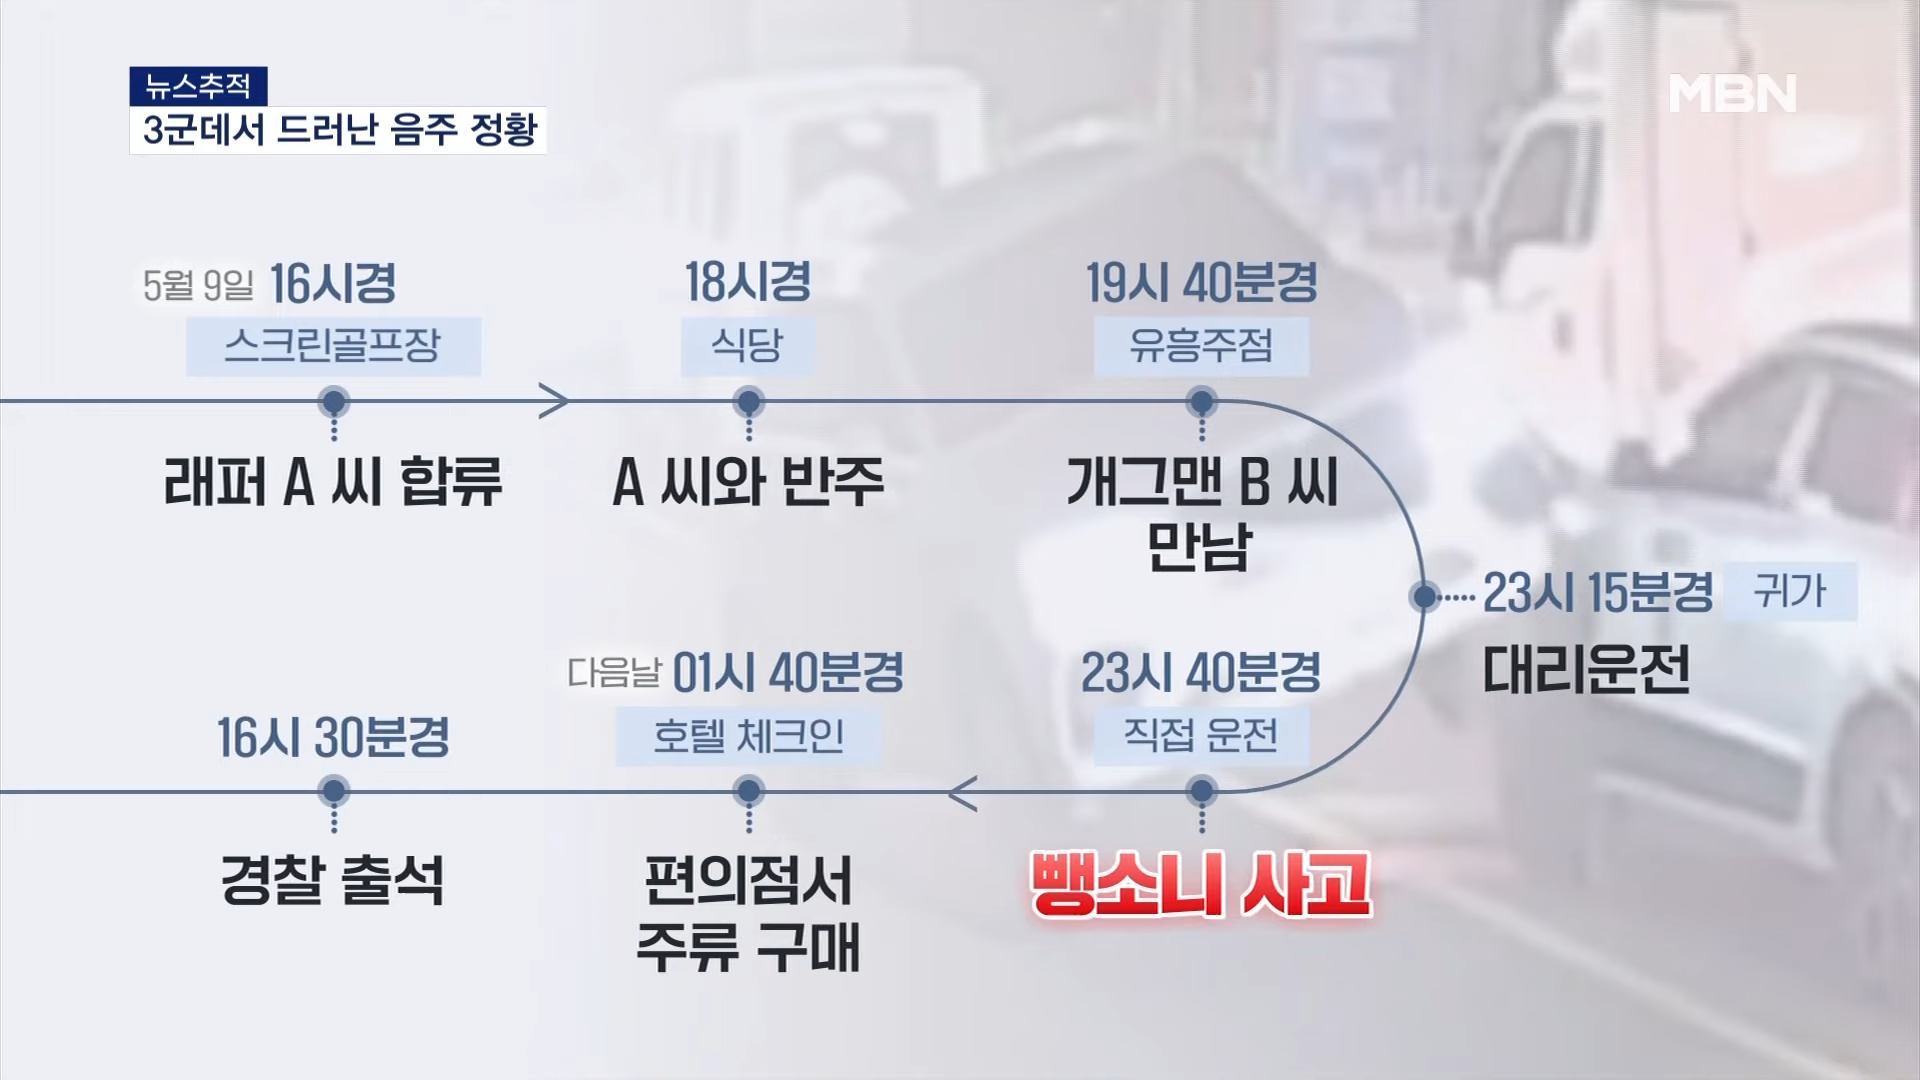 뉴스추적
MBN
3군데서 드러난 음주 정황
5월 9일 16시경
스크린골프장
래퍼 A 씨 합류
18시경
식당
A 씨와 반주
19시 40분경
유흥주점
개그맨 B 씨
만남
23시 15분경 귀가
대리운전
23시 40분경
직접 운전
뺑소니 사고
다음날 01시 40분경
호텔 체크인
편의점서
주류 구매
16시 30분경
경찰 출석